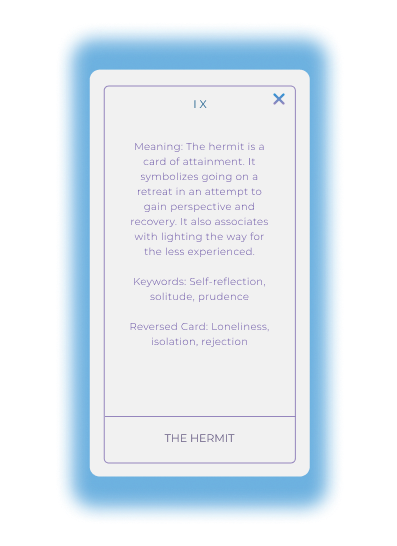 IX
Meaning: The hermit is a
card of attainment. It
symbolizes going on a
retreat in an attempt to
gain perspective and
recovery. It also associates
with lighting the way for
the less experienced.
Keywords: Self-reflection,
solitude, prudence
Reversed Card: Loneliness,
isolation, rejection
THE HERMIT